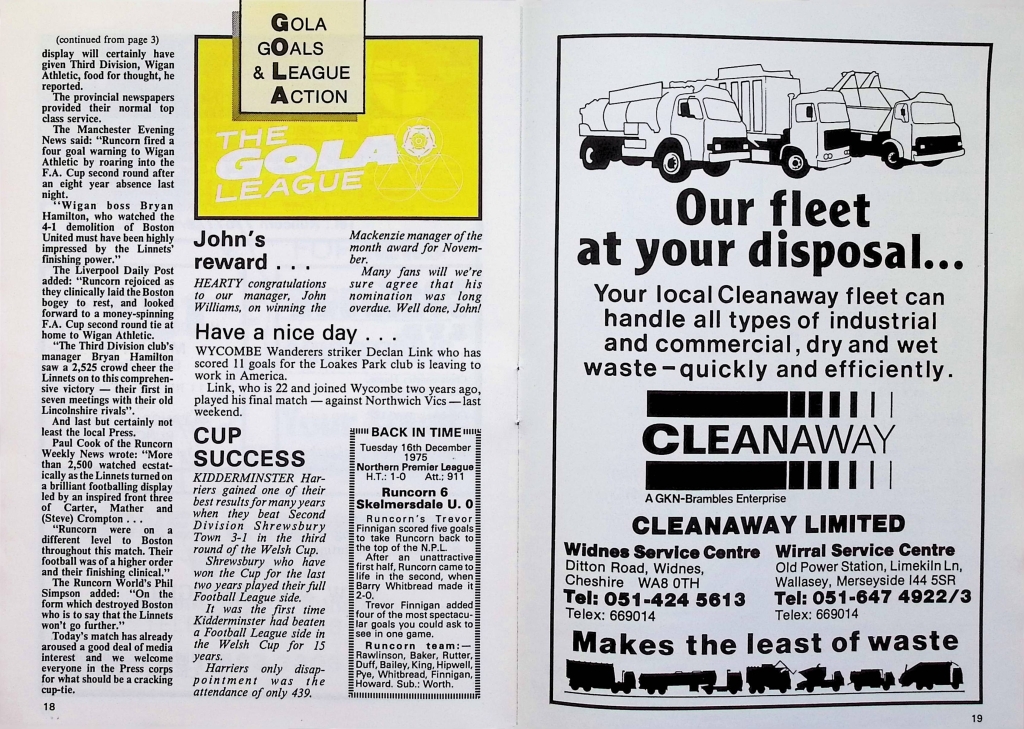 (continued from page 3)
display will certainly have
given Third Division, Wigan
Athletic, food for thought, he
reported.
The provincial newspapers
provided their normal top
class service.
The Manchester Evening
News said: "Runcorn fired a
four goal warning to Wigan
Athletic by roaring into the
F.A. Cup second round after
an eight year absence last
night.
"Wigan boss Bryan
Hamilton, who watched the
4-1 demolition of Boston
United must have been highly
impressed by the Linnets'
finishing power."
The Liverpool Daily Post
added: "Runcorn rejoiced as
they clinically laid the Boston
bogey to rest, and looked
forward to a money-spinning
F.A. Cup second round tie at
home to Wigan Athletic.
"The Third Division club's
manager Bryan Hamilton
saw a 2,525 crowd cheer the
Linnets on to this comprehen-
sive victory — their first in
seven meetings with their old
Lincolnshire rivals".
And last but certainly not
least the local Press.
Paul Cook of the Runcorn
Weekly News wrote: "More
than 2,500 watched ecstat-
ically as the Linnets turned on
a brilliant footballing display
led by an inspired front three
of Carter, Mather and
(Steve) Crompton . . .
"Runcorn were on a
different level to Boston
throughout this match. Their
football was of a higher order
and their finishing clinical."
The Runcorn World's Phil
Simpson added: "On the
form which destroyed Boston
who is to say that the Linnets
won't go further."
Today's match has already
aroused a good deal of media
interest and we welcome
everyone in the Press corps
for what should be a cracking
cup-tie.
18
GOLA
GOALS
& LEAGUE
ACTION
THE
GOLA
LEAGUE
John's
reward . . .
HEARTY congratulations
to our manager, John
Williams, on winning the
Mackenzie manager of the
month award for Novem-
ber.
Many fans will we're
sure agree that his
nomination was long
overdue. Well done, John!
Have a nice day . . .
WYCOMBE Wanderers striker Declan Link who has
scored 11 goals for the Loakes Park club is leaving to
work in America.
Link, who is 22 and joined Wycombe two years ago,
played his final match — against Northwich Vics — last
weekend.
CUP
SUCCESS
KIDDERMINSTER Har-
riers gained one of their
best results for many years
when they beat Second
Division Shrewsbury
Town 3-1 in the third
round of the Welsh Cup.
Shrewsbury who have
won the Cup for the last
two years played their full
Football League side.
It was the first time
Kidderminster had beaten
a Football League side in
the Welsh Cup for 15
years.
Harriers only disap-
pointment was the
attendance of only 439.
BACK IN TIME
Tuesday 16th December
1975
Northern Premier League
H.T.: 1-0 Att.: 911
Runcorn 6
Skelmersdale U. 0
Runcorn's Trevor
Finnigan scored five goals
to take Runcorn back to
the top of the N.P.L.
After an unattractive
first half, Runcorn came to
life in the second, when
Barry Whitbread made it
2-0.
Trevor Finnigan added
four of the most spectacu-
lar goals you could ask to
see in one game.
Runcorn team:—
Rawlinson, Baker, Rutter,
Duff, Bailey, King, Hipwell,
Pye, Whitbread, Finnigan,
Howard. Sub.: Worth.
Our fleet
at your disposal...
Your local Cleanaway fleet can
handle all types of industrial
and commercial, dry and wet
waste – quickly and efficiently.
CLEANAWAY
A GKN-Brambles Enterprise
CLEANAWAY LIMITED
Widnes Service Centre
Ditton Road, Widnes,
Cheshire WA8 0TH
Tel: 051-424 5613
Telex: 669014
Wirral Service Centre
Old Power Station, Limekiln Ln,
Wallasey, Merseyside l44 5SR
Tel: 051-647 4922/3
Telex: 669014
Makes the least of waste
19